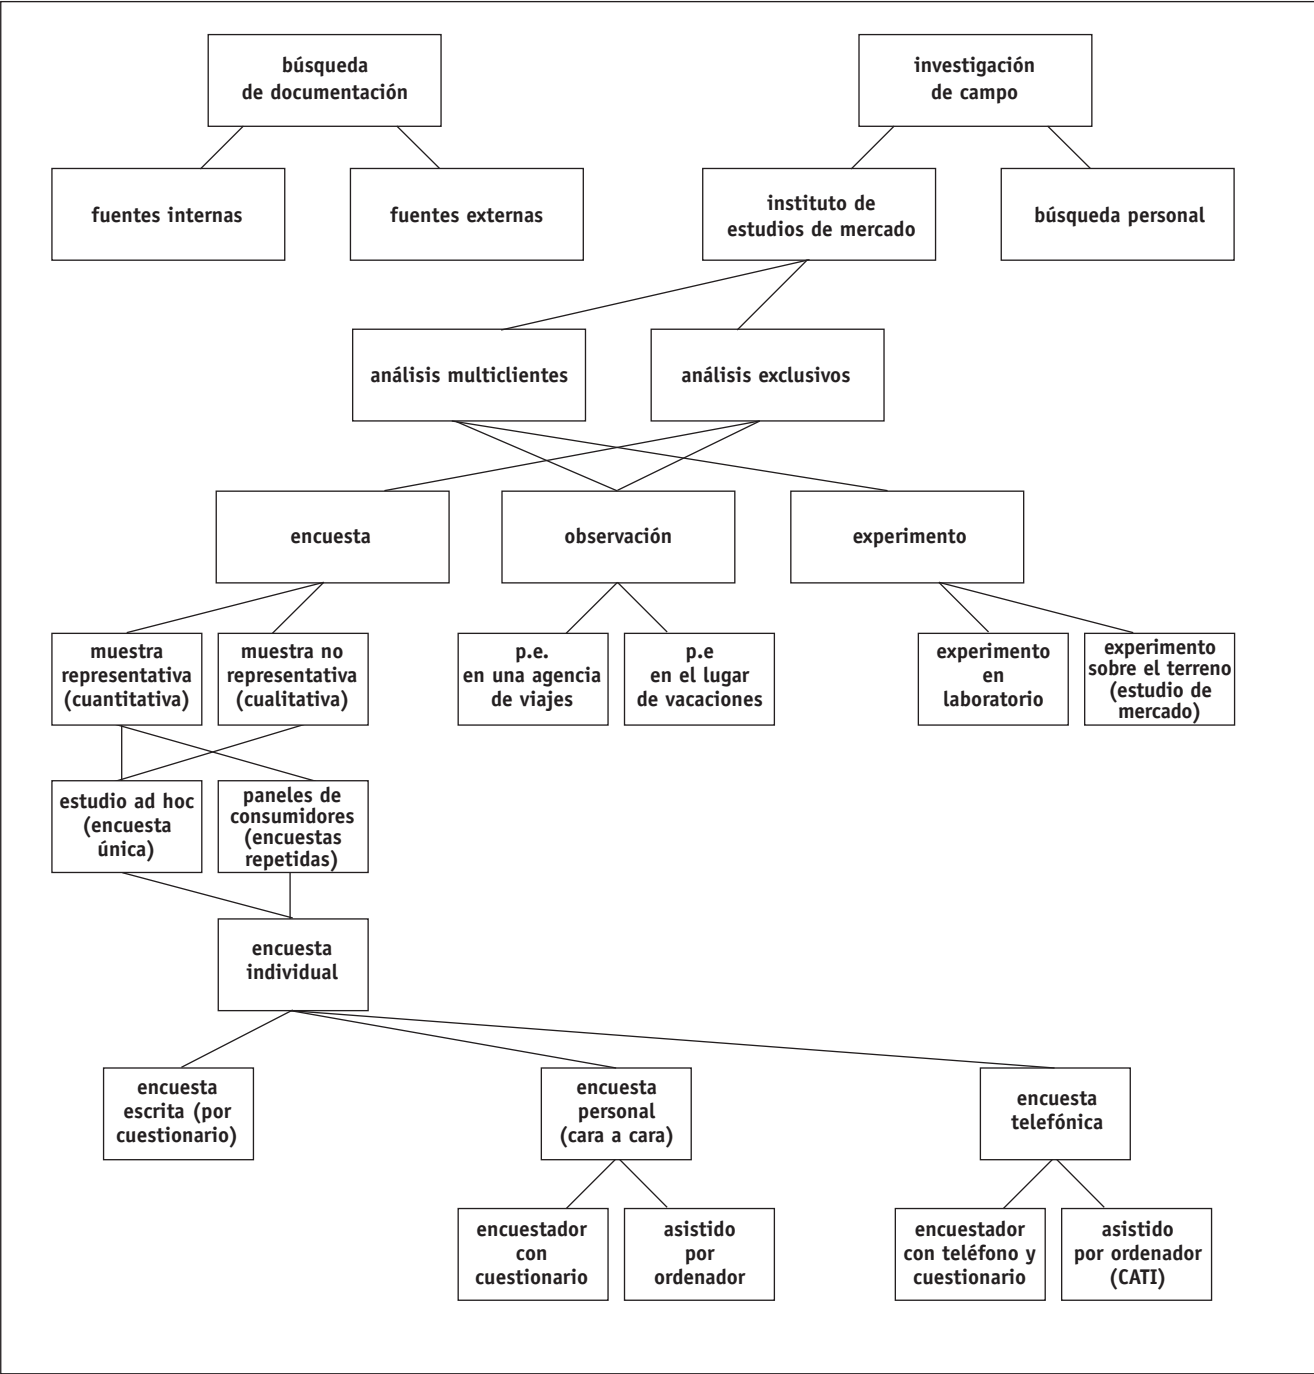 búsqueda
de documentación
investigación
de campo
fuentes internas
fuentes externas
instituto de
estudios de mercado
búsqueda personal
análisis multiclientes
análisis exclusivos
encuesta
observación
experimento
muestra
representativa
(cuantitativa)
muestra no
representativa
(cualitativa)
p.e.
en una agencia
de viajes
p.e
en el lugar
de vacaciones
experimento
en
laboratorio
experimento
sobre el terreno
(estudio de
mercado)
estudio ad hoc
(encuesta
única)
paneles de
consumidores
(encuestas
repetidas)
encuesta
individual
encuesta
escrita (por
cuestionario)
encuesta
personal
(cara a cara)
encuesta
telefónica
encuestador
con
cuestionario
asistido
por
ordenador
encuestador
con teléfono y
cuestionario
asistido
por ordenador
(CATI)